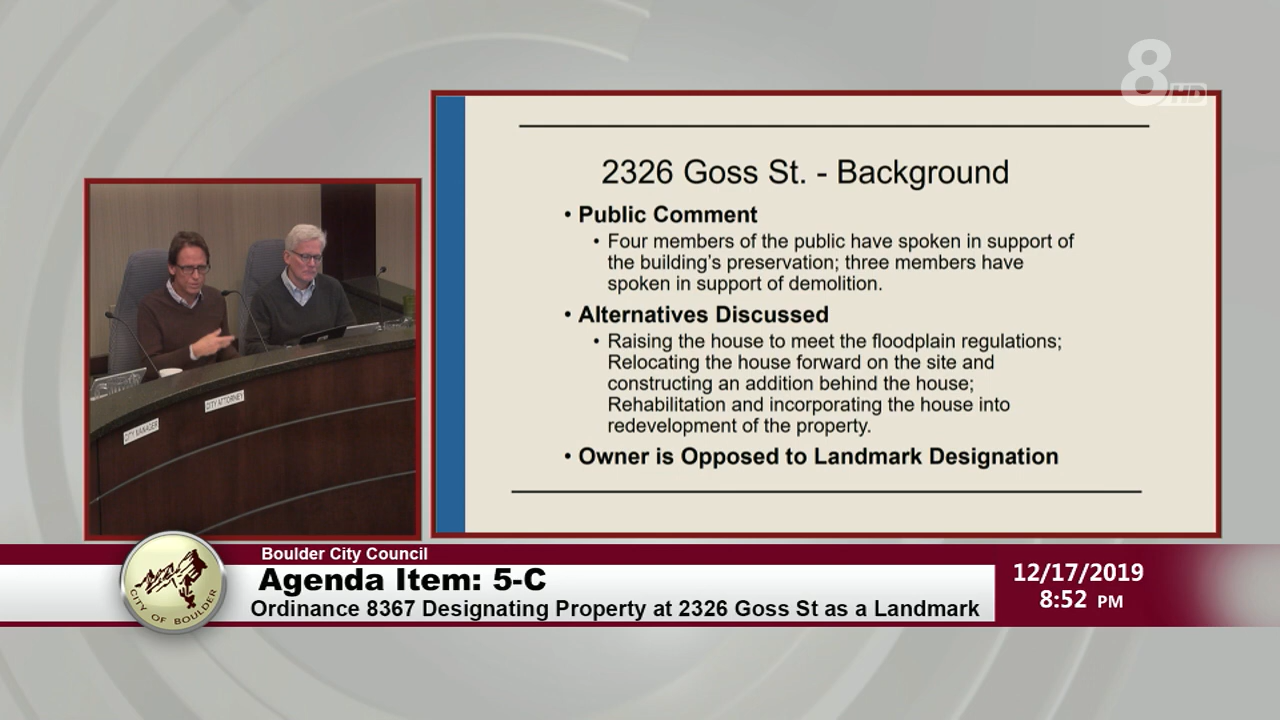 8
HD
2326 Goss St. - Background
• Public Comment
• Four members of the public have spoken in support of
the building's preservation; three members have
spoken in support of demolition.
• Alternatives Discussed
• Raising the house to meet the floodplain regulations;
Relocating the house forward on the site and
constructing an addition behind the house;
Rehabilitation and incorporating the house into
redevelopment of the property.
• Owner is Opposed to Landmark Designation
CITY MANAGER
CITY ATTORNEY
CITY OF BOULDER
Boulder City Council
Agenda Item: 5-C
Ordinance 8367 Designating Property at 2326 Goss St as a Landmark
12/17/2019
8:52 PM